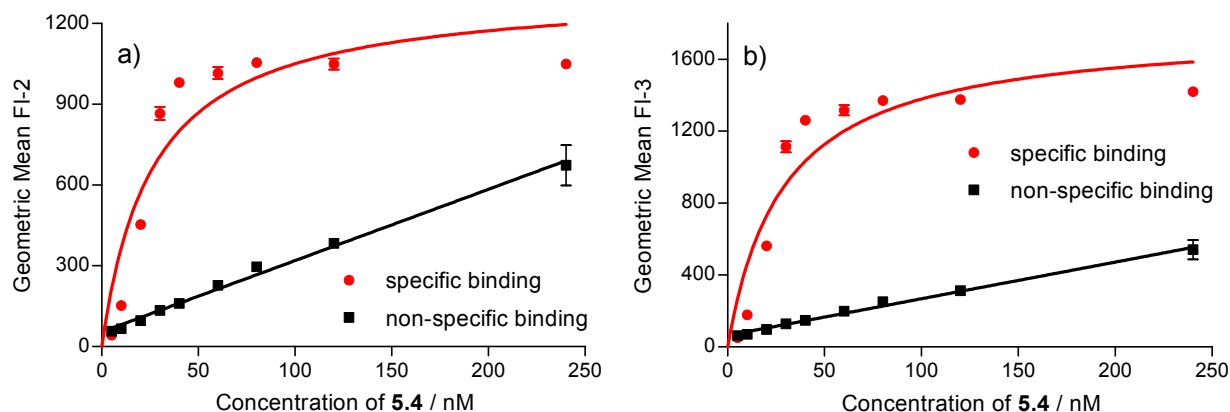 a)
Geometric Mean FI-2
1200
900
600
300
0
specific binding
non-specific binding
0 50 100 150 200 250
Concentration of 5.4 / nM
b)
Geometric Mean FI-3
1600
1200
800
400
0
specific binding
non-specific binding
0 50 100 150 200 250
Concentration of 5.4 / nM